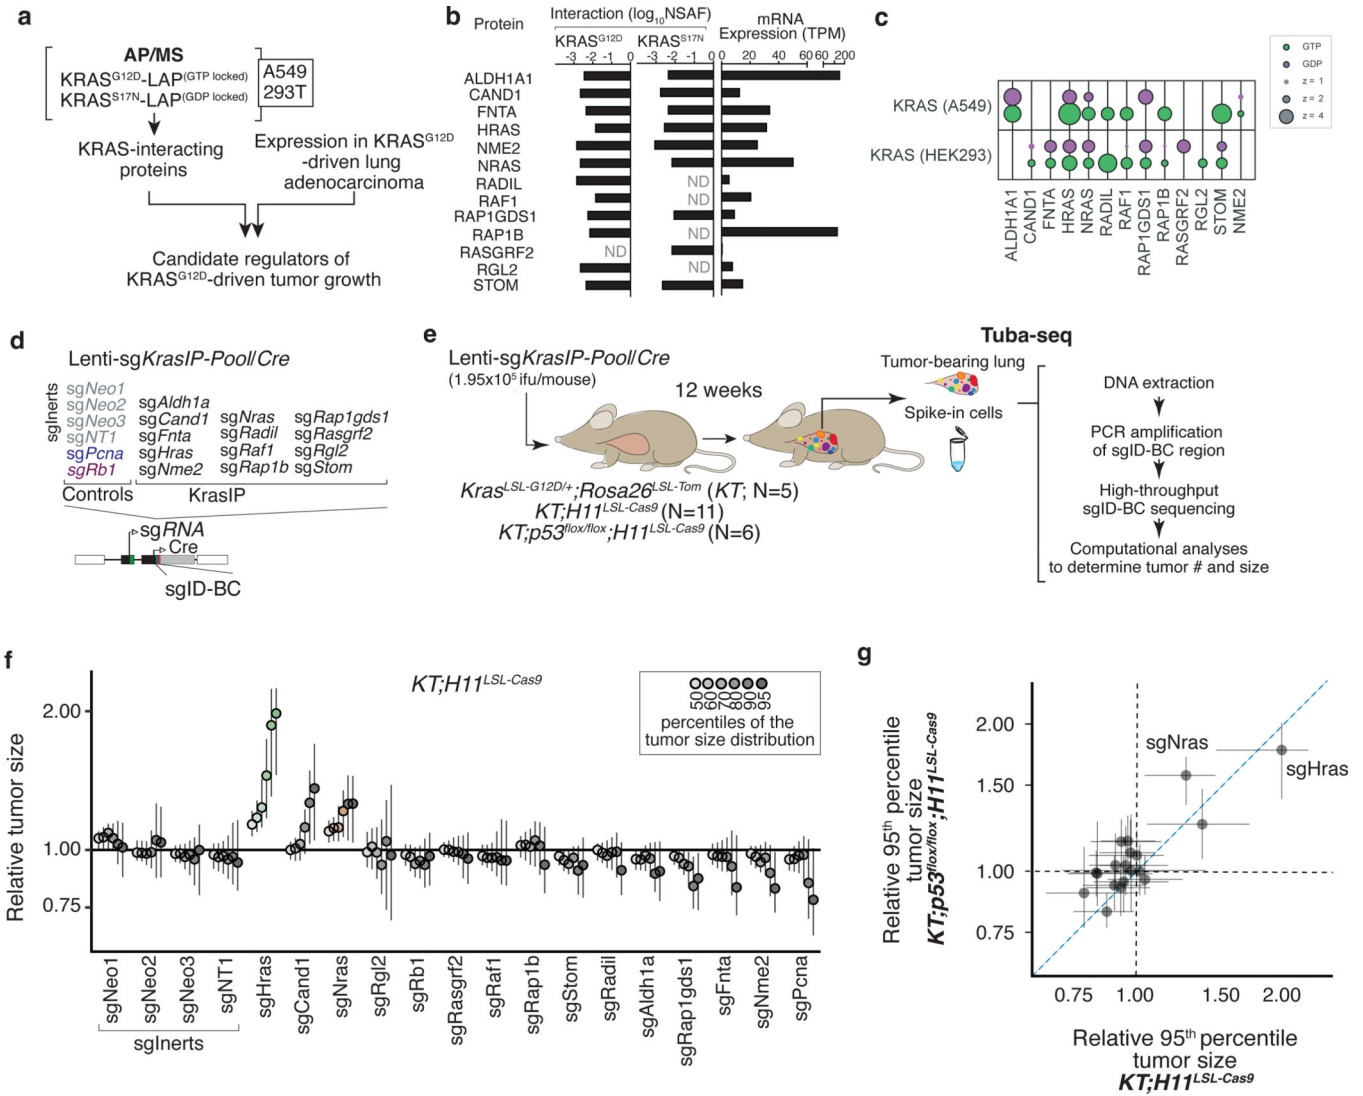 a
AP/MS
KRASG12D-LAP(GTP locked)
KRASS17N-LAP(GDP locked)
A549
293T
KRAS-interacting
proteins
Expression in KRASG12D
-driven lung
adenocarcinoma
Candidate regulators of
KRASG12D-driven tumor growth
b
Protein
Interaction (log10NSAF)
mRNA
Expression (TPM)
KRASG12D
KRASS17N
-3 -2 -1 0
-3 -2 -1 0
20 40 60 200
ALDH1A1
CAND1
FNTA
HRAS
NME2
NRAS
RADIL ND
RAF1 ND
RAP1GDS1
RAP1B ND
RASGRF2 ND
RGL2 ND
STOM
c
GTP
GDP
z = 1
z = 2
z = 4
KRAS (A549)
KRAS (HEK293)
ALDH1A1
CAND1
FNTA
HRAS
NRAS
RADIL
RAF1
RAP1GDS1
RAP1B
RASGRF2
RGL2
STOM
NME2
d
Lenti-sgKrasIP-Pool/Cre
sgInerts
sgNeo1
sgNeo2
sgNeo3
sgNT1
sgPcna
sgRb1
sgAldh1a
sgCand1
sgFnta
sgHras
sgNme2
sgNras
sgRadil
sgRaf1
sgRap1b
sgRap1gds1
sgRasgrf2
sgRgl2
sgStom
Controls
KrasIP
sgRNA
Cre
sgID-BC
e
Lenti-sgKrasIP-Pool/Cre
(1.95x105 ifu/mouse)
12 weeks
KrasLSL-G12D/+;Rosa26LSL-Tom (KT; N=5)
KT;H11LSL-Cas9 (N=11)
KT;p53flox/flox;H11LSL-Cas9 (N=6)
Tuba-seq
Tumor-bearing lung
Spike-in cells
DNA extraction
PCR amplification
of sgID-BC region
High-throughput
sgID-BC sequencing
Computational analyses
to determine tumor # and size
f
KT;H11LSL-Cas9
50 60 70 80 90 95
percentiles of the
tumor size distribution
Relative tumor size
2.00
1.00
0.75
sgNeo1
sgNeo2
sgNeo3
sgNT1
sgHras
sgCand1
sgNras
sgRgl2
sgRb1
sgRasgrf2
sgRaf1
sgRap1b
sgStom
sgRadil
sgAldh1a
sgRap1gds1
sgFnta
sgNme2
sgPcna
sgInerts
g
Relative 95th percentile
tumor size
KT;p53flox/flox;H11LSL-Cas9
2.00
1.50
1.00
0.75
sgNras
sgHras
0.75 1.00 1.50 2.00
Relative 95th percentile
tumor size
KT;H11LSL-Cas9